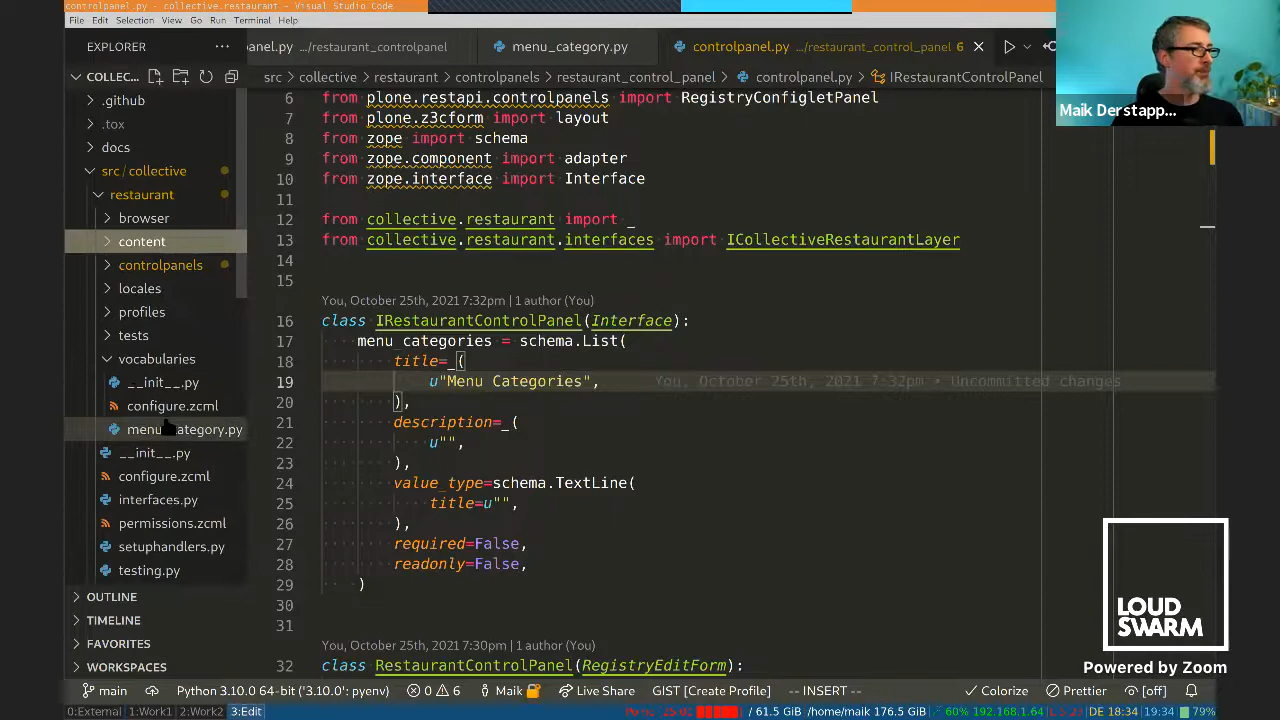 controlpanel.py - collective.restaurant - Visual Studio Code
File Edit Selection View Go Run Terminal Help
EXPLORER ···
anel.py .../restaurant_controlpanel
menu_category.py
controlpanel.py .../restaurant_control_panel 6
COLLEC...
src > collective > restaurant > controlpanels > restaurant_control_panel > controlpanel.py > IRestaurantControlPanel
.github
.tox
docs
src/collective
restaurant
browser
content
controlpanels
locales
profiles
tests
vocabularies
__init__.py
configure.zcml
__init__.py
configure.zcml
interfaces.py
permissions.zcml
setuphandlers.py
testing.py
OUTLINE
TIMELINE
FAVORITES
WORKSPACES
6 from plone.restapi.controlpanels import RegistryConfigletPanel
7 from plone.z3cform import layout
8 from zope import schema
9 from zope.component import adapter
10 from zope.interface import Interface
11
12 from collective.restaurant import _
13 from collective.restaurant.interfaces import ICollectiveRestaurantLayer
14
15
You, October 25th, 2021 7:32pm | 1 author (You)
16 class IRestaurantControlPanel(Interface):
17 menu_categories = schema.List(
18 title=_(
19 u"Menu Categories", You, October 25th, 2021 7:32pm • Uncommitted changes
20 ),
21 description=_(
22 u"",
23 ),
24 value_type=schema.TextLine(
25 title=u"",
26 ),
27 required=False,
28 readonly=False,
29 )
30
31
You, October 25th, 2021 7:30pm | 1 author (You)
32 class RestaurantControlPanel(RegistryEditForm):
Maik Derstapp...
LOUD
SWARM
Powered by Zoom
main Python 3.10.0 64-bit ('3.10.0': pyenv) 0 6 Maik Live Share GIST [Create Profile] -- INSERT -- Colorize Prettier [off]
0:External 1:Work1 2:Work2 3:Edit / 61.5 GiB /home/maik 176.5 GiB 60% 192.168.1.64 DE 18:34 19:34 79%